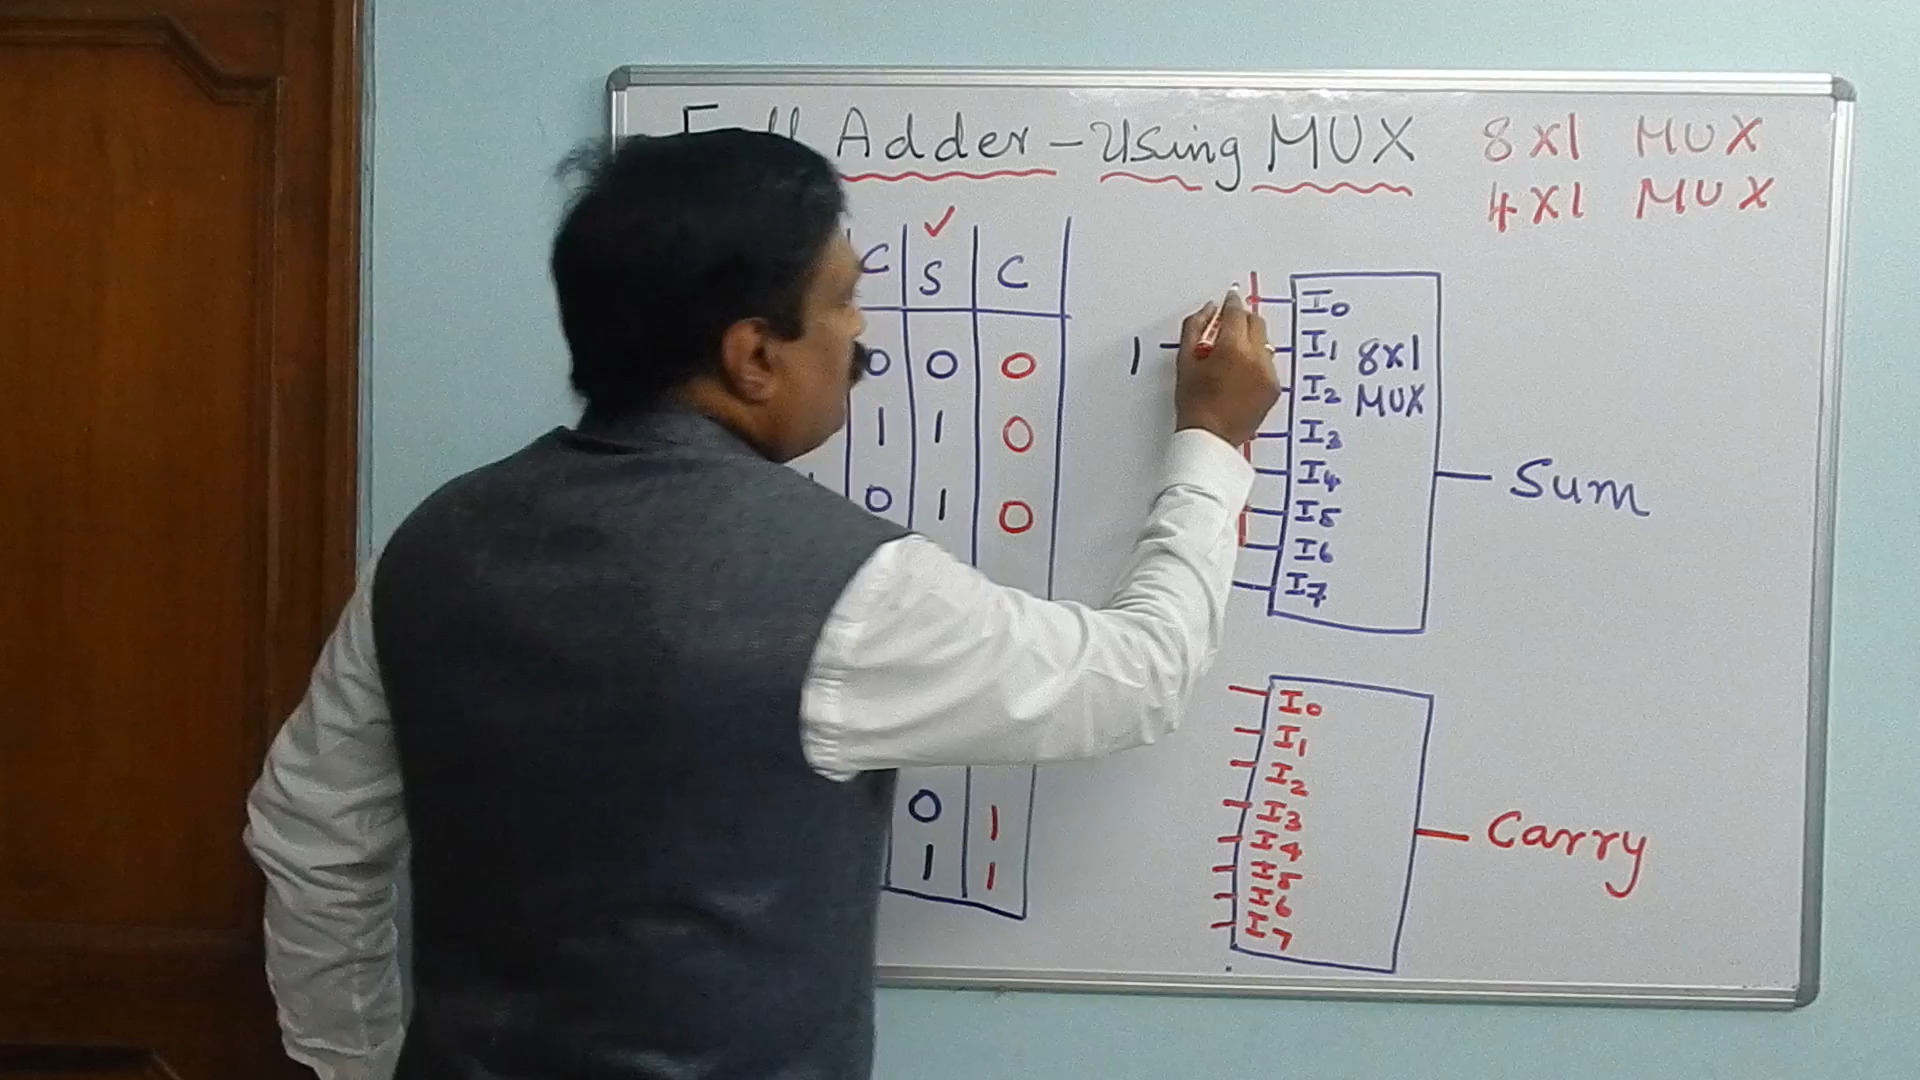 Adder - Using MUX 8x1 MUX
4x1 MUX
C S C
0 0 0
1 1 0
0 1 0
0 1
1 1
1
I0
I1 8x1
I2 MUX
I3
I4
I5
I6
I7
Sum
I0
I1
I2
I3
I4
I5
I6
I7
Carry